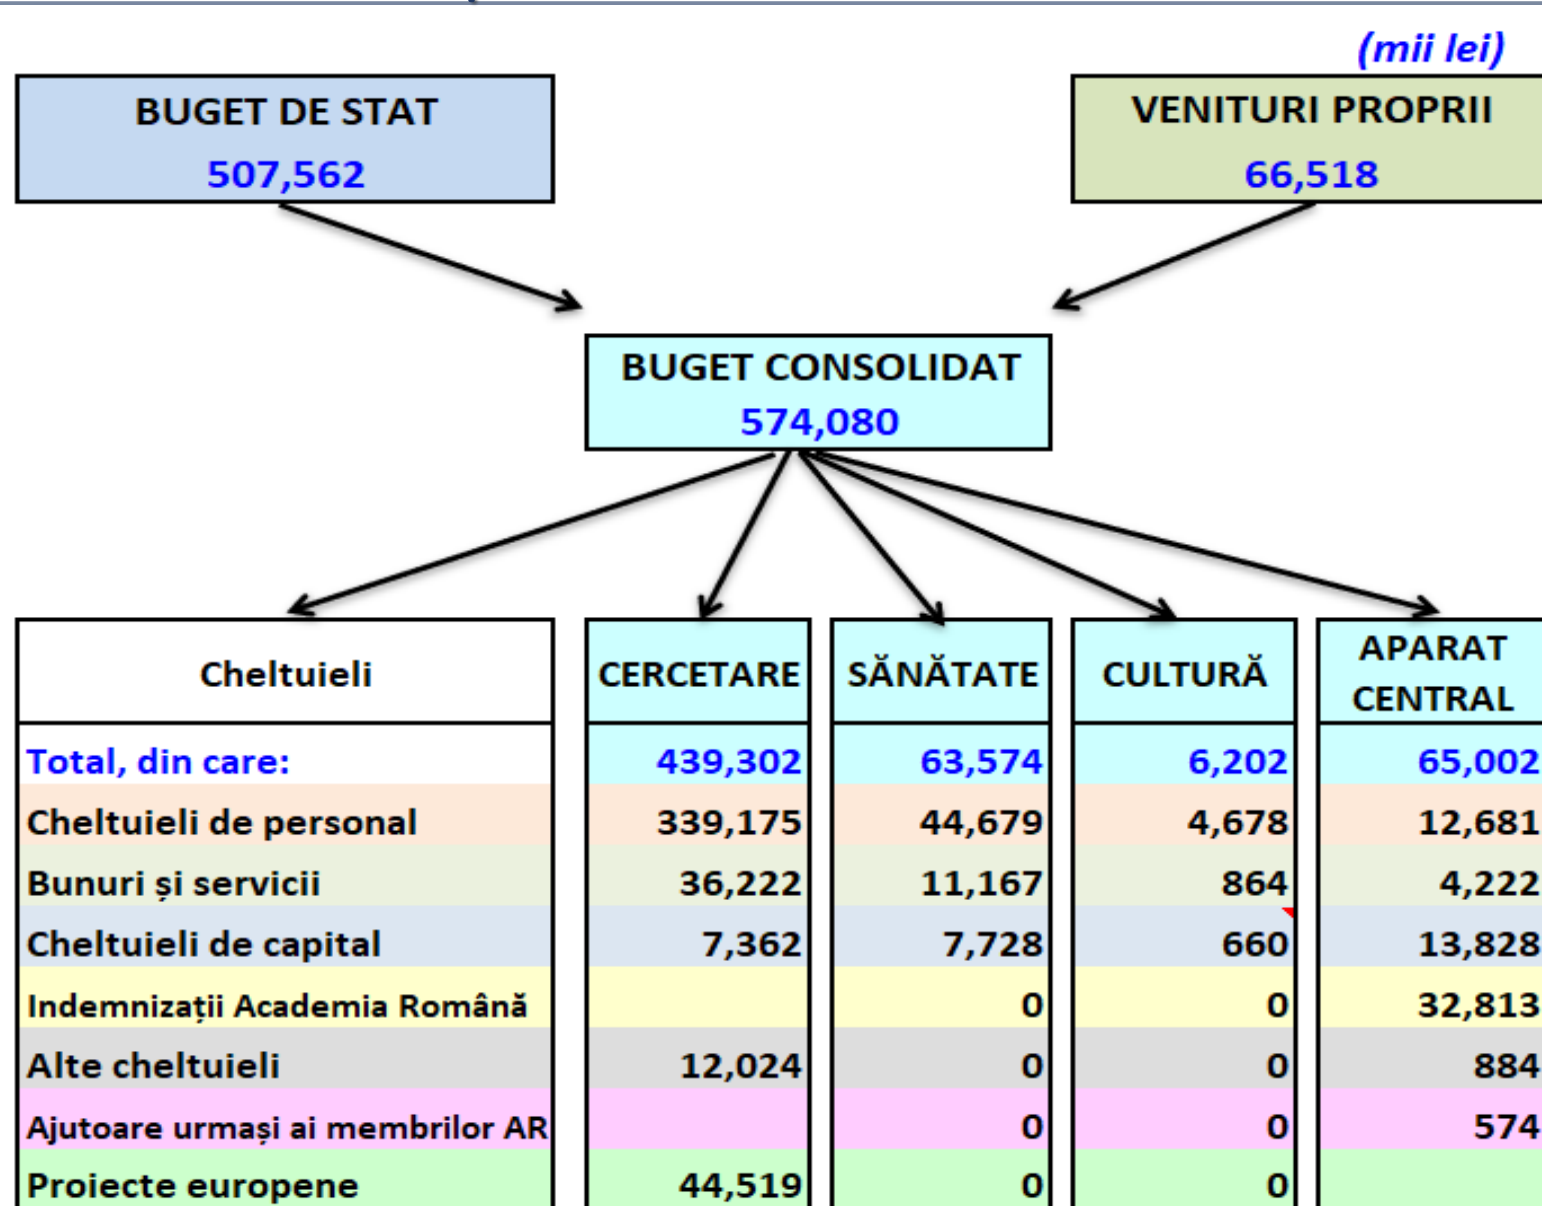 (mii lei)
BUGET DE STAT
507,562
VENITURI PROPRII
66,518
BUGET CONSOLIDAT
574,080
Cheltuieli CERCETARE SĂNĂTATE CULTURĂ APARAT CENTRAL
Total, din care: 439,302 63,574 6,202 65,002
Cheltuieli de personal 339,175 44,679 4,678 12,681
Bunuri și servicii 36,222 11,167 864 4,222
Cheltuieli de capital 7,362 7,728 660 13,828
Indemnizații Academia Română 0 0 32,813
Alte cheltuieli 12,024 0 0 884
Ajutoare urmași ai membrilor AR 0 0 574
Proiecte europene 44,519 0 0